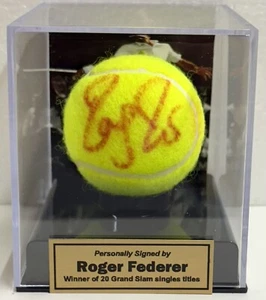 Personally Signed by
Roger Federer
Winner of 20 Grand Slam singles titles